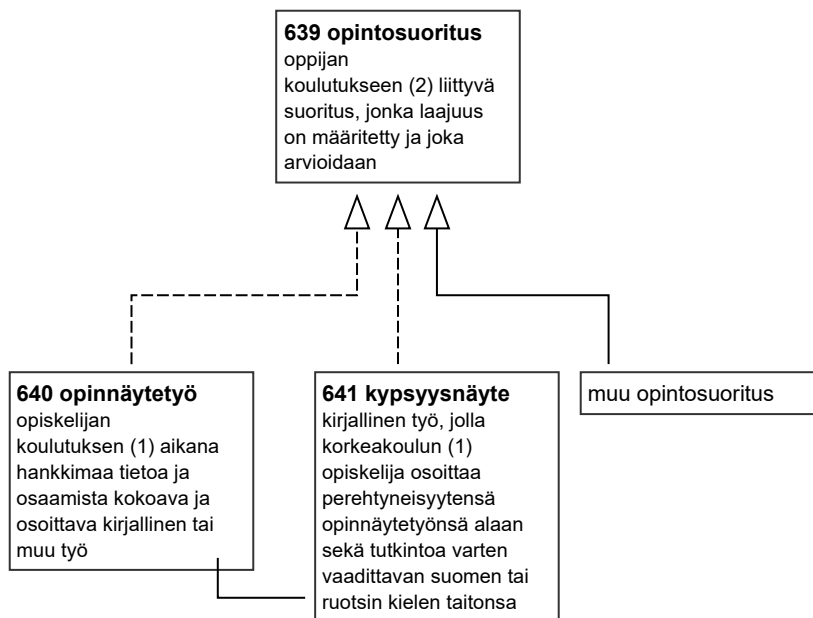 639 opintosuoritus
oppijan
koulutukseen (2) liittyvä
suoritus, jonka laajuus
on määritetty ja joka
arvioidaan
640 opinnäytetyö
opiskelijan
koulutuksen (1) aikana
hankkimaa tietoa ja
osaamista kokoava ja
osoittava kirjallinen tai
muu työ
641 kypsyysnäyte
kirjallinen työ, jolla
korkeakoulun (1)
opiskelija osoittaa
perehtyneisyytensä
opinnäytetyönsä alaan
sekä tutkintoa varten
vaadittavan suomen tai
ruotsin kielen taitonsa
muu opintosuoritus